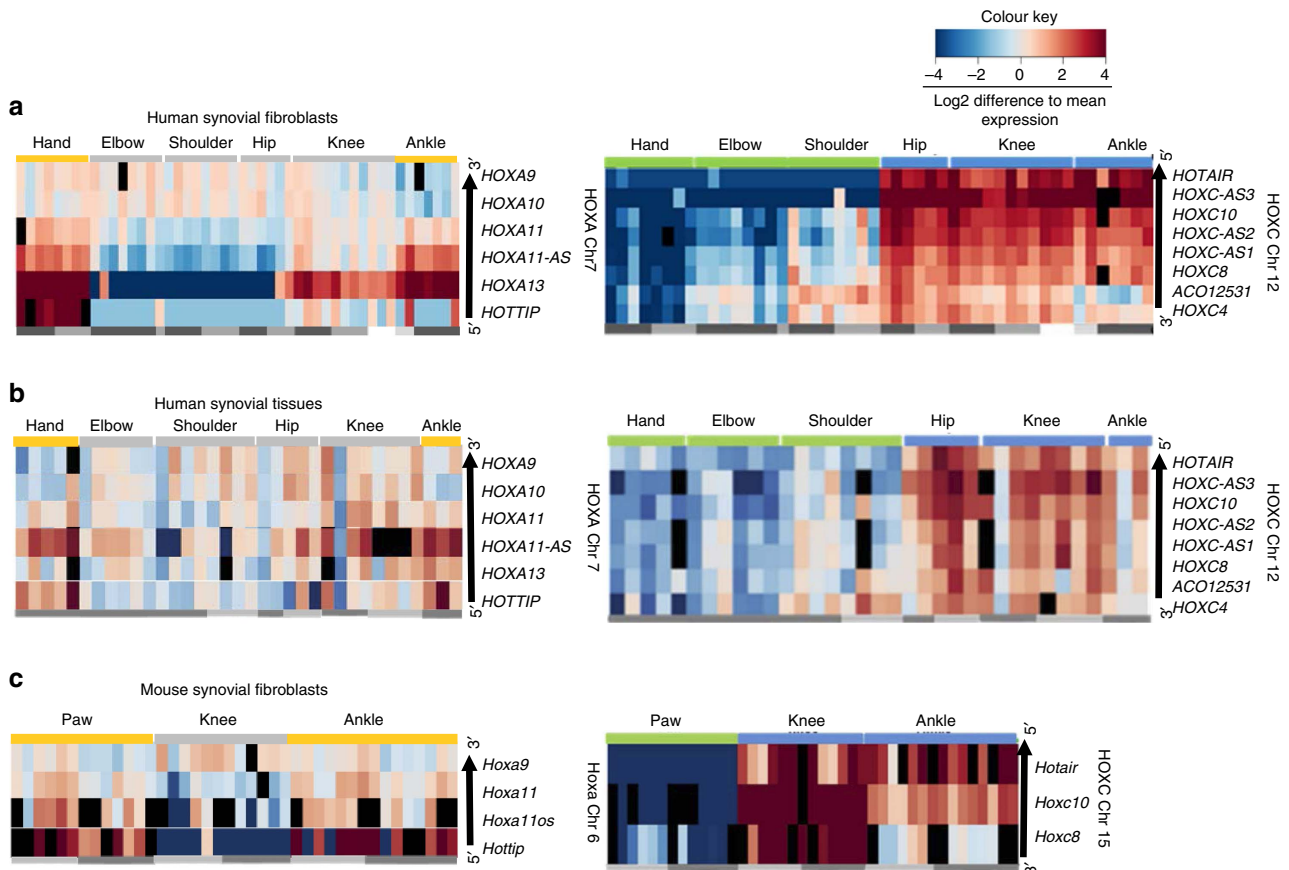 Colour key
−4 −2 0 2 4
Log2 difference to mean
expression
a
Human synovial fibroblasts
Hand Elbow Shoulder Hip Knee Ankle
3′
HOXA9
HOXA10
HOXA11
HOXA11-AS
HOXA13
HOTTIP
5′
HOXA Chr7
Hand Elbow Shoulder Hip Knee Ankle
5′
HOTAIR
HOXC-AS3
HOXC10
HOXC-AS2
HOXC-AS1
HOXC8
ACO12531
HOXC4
3′
HOXC Chr 12
b
Human synovial tissues
Hand Elbow Shoulder Hip Knee Ankle
3′
HOXA9
HOXA10
HOXA11
HOXA11-AS
HOXA13
HOTTIP
5′
HOXA Chr 7
Hand Elbow Shoulder Hip Knee Ankle
5′
HOTAIR
HOXC-AS3
HOXC10
HOXC-AS2
HOXC-AS1
HOXC8
ACO12531
HOXC4
3′
HOXC Chr12
c
Mouse synovial fibroblasts
Paw Knee Ankle
3′
Hoxa9
Hoxa11
Hoxa11os
Hottip
5′
Hoxa Chr 6
Paw Knee Ankle
5′
Hotair
Hoxc10
Hoxc8
HOXC Chr 15